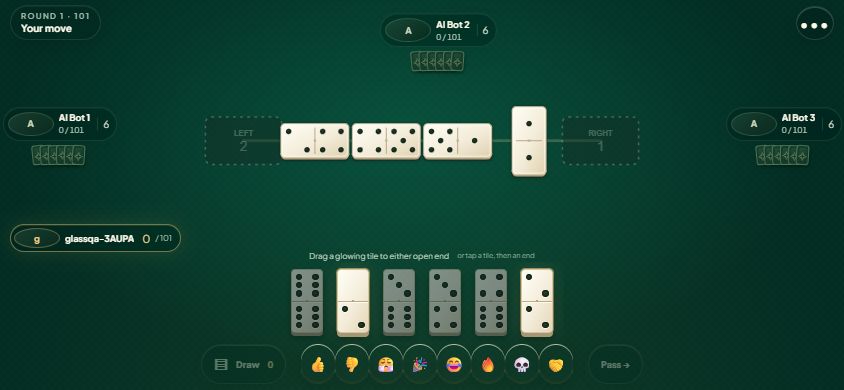 ROUND 1 · 101
Your move
A
AI Bot 2
0/101
6
A
AI Bot 1
0/101
6
LEFT
2
RIGHT
1
A
AI Bot 3
0/101
6
g
glassqa-3AUPA
0 /101
Drag a glowing tile to either open end
or tap a tile, then an end
Draw 0
Pass →